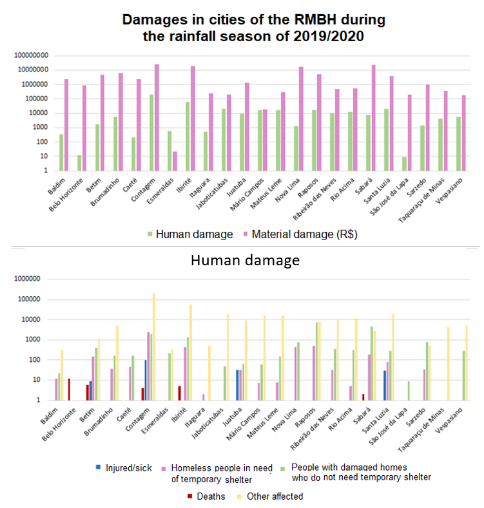 Damages in cities of the RMBH during
the rainfall season of 2019/2020
100000000
10000000
1000000
100000
10000
1000
100
10
1
Baldim
Belo Horizonte
Betim
Brumadinho
Caeté
Contagem
Esmeraldas
Ibirité
Itaguara
Jaboticatubas
Juatuba
Mário Campos
Mateus Leme
Nova Lima
Raposos
Ribeirão das Neves
Rio Acima
Sabará
Santa Luzia
São José da Lapa
Sarzedo
Taquaraçu de Minas
Vespasiano
Human damage
Material damage (R$)
Human damage
1000000
100000
10000
1000
100
10
1
Baldim
Belo Horizonte
Betim
Brumadinho
Caeté
Contagem
Esmeraldas
Ibirité
Itaguara
Jaboticatubas
Juatuba
Mário Campos
Mateus Leme
Nova Lima
Raposos
Ribeirão das Neves
Rio Acima
Sabará
Santa Luzia
São José da Lapa
Sarzedo
Taquaraçu de Minas
Vespasiano
Injured/sick
Homeless people in need
of temporary shelter
People with damaged homes
who do not need temporary shelter
Deaths
Other affected